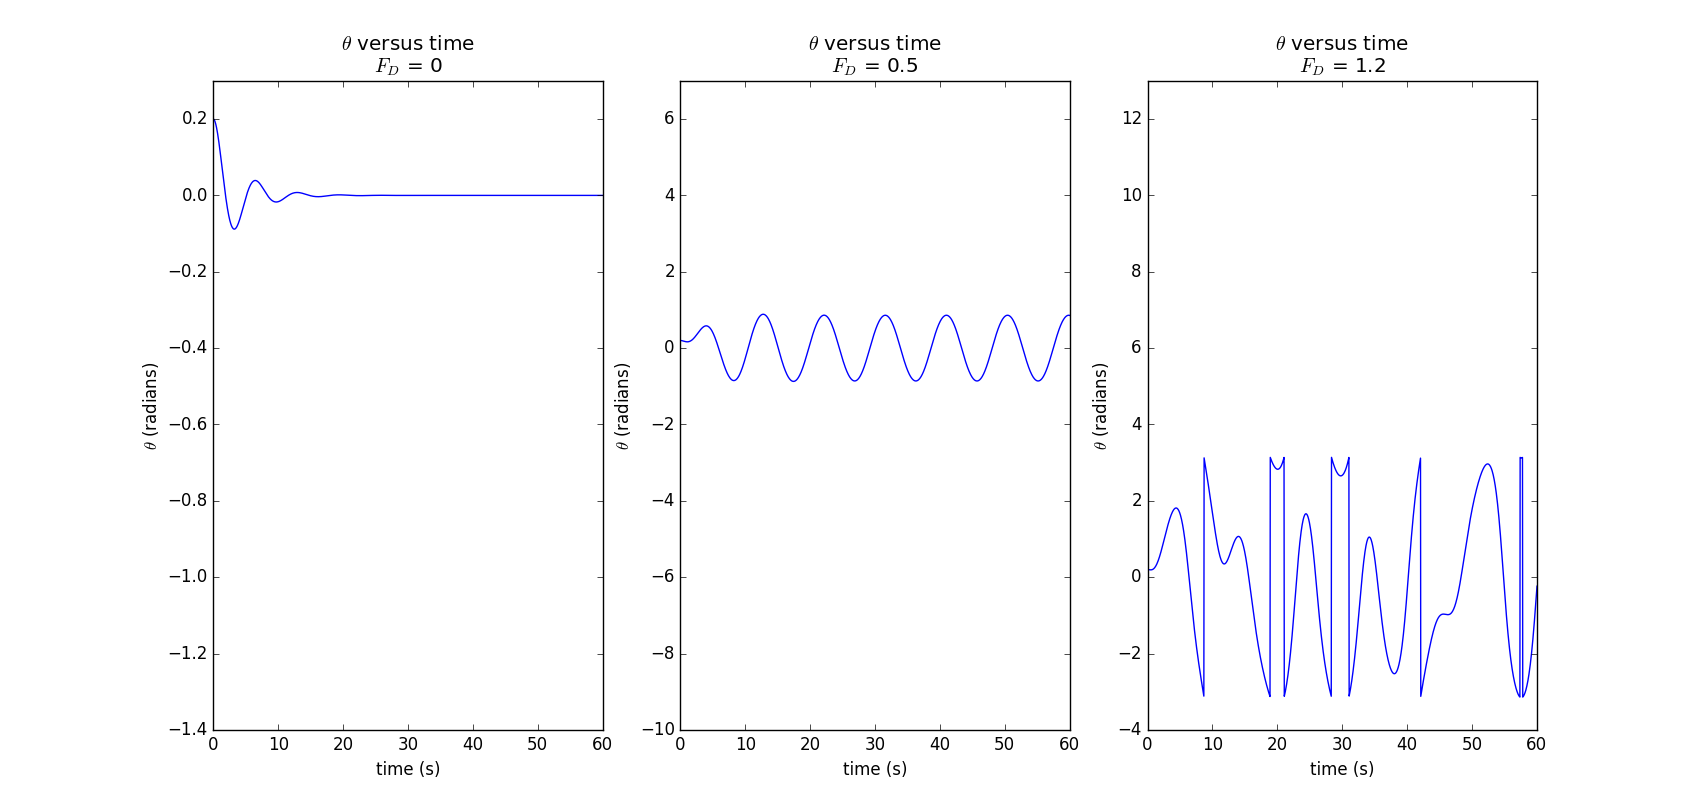 θ versus time
F_D = 0
0.2
0.0
−0.2
−0.4
−0.6
−0.8
−1.0
−1.2
−1.4
θ (radians)
0 10 20 30 40 50 60
time (s)
θ versus time
F_D = 0.5
6
4
2
0
−2
−4
−6
−8
−10
θ (radians)
0 10 20 30 40 50 60
time (s)
θ versus time
F_D = 1.2
12
10
8
6
4
2
0
−2
−4
θ (radians)
0 10 20 30 40 50 60
time (s)